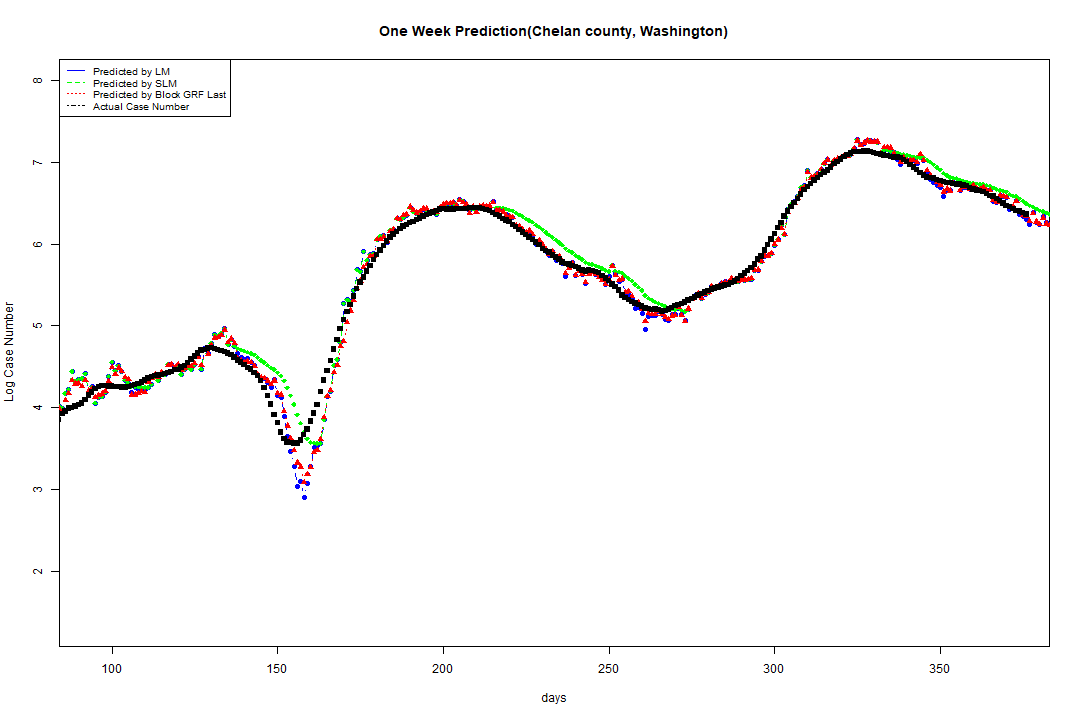 One Week Prediction(Chelan county, Washington)
Predicted by LM
Predicted by SLM
Predicted by Block GRF Last
Actual Case Number
8
7
6
5
4
3
2
Log Case Number
100 150 200 250 300 350
days